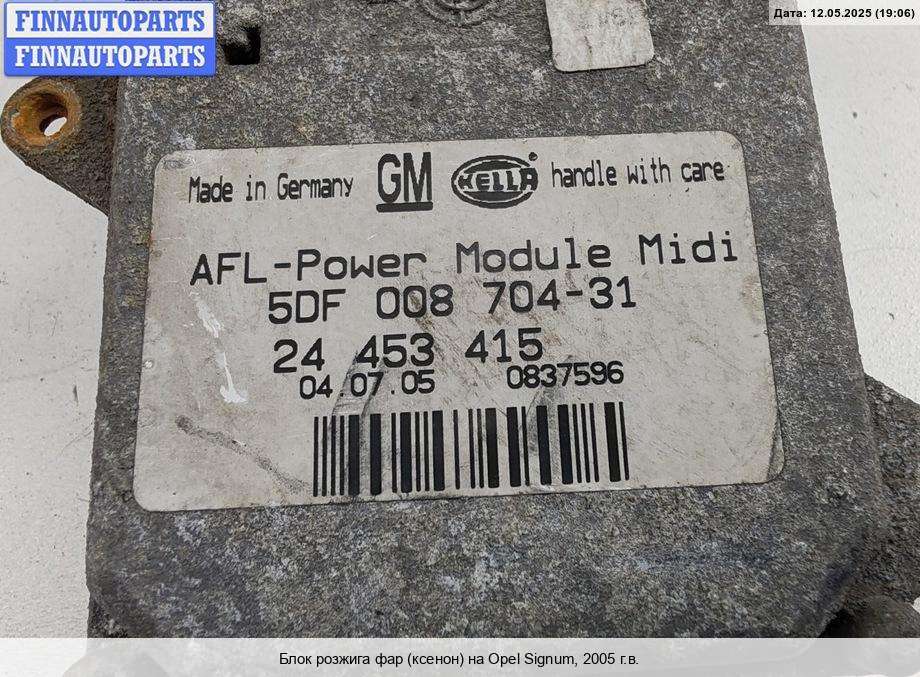 FINNAUTOPARTS
FINNAUTOPARTS
Дата: 12.05.2025 (19:06)
Made in Germany GM HELLA ® handle with care
AFL-Power Module Midi
5DF 008 704-31
24 453 415
04.07.05 0837596
Блок розжига фар (ксенон) на Opel Signum, 2005 г.в.